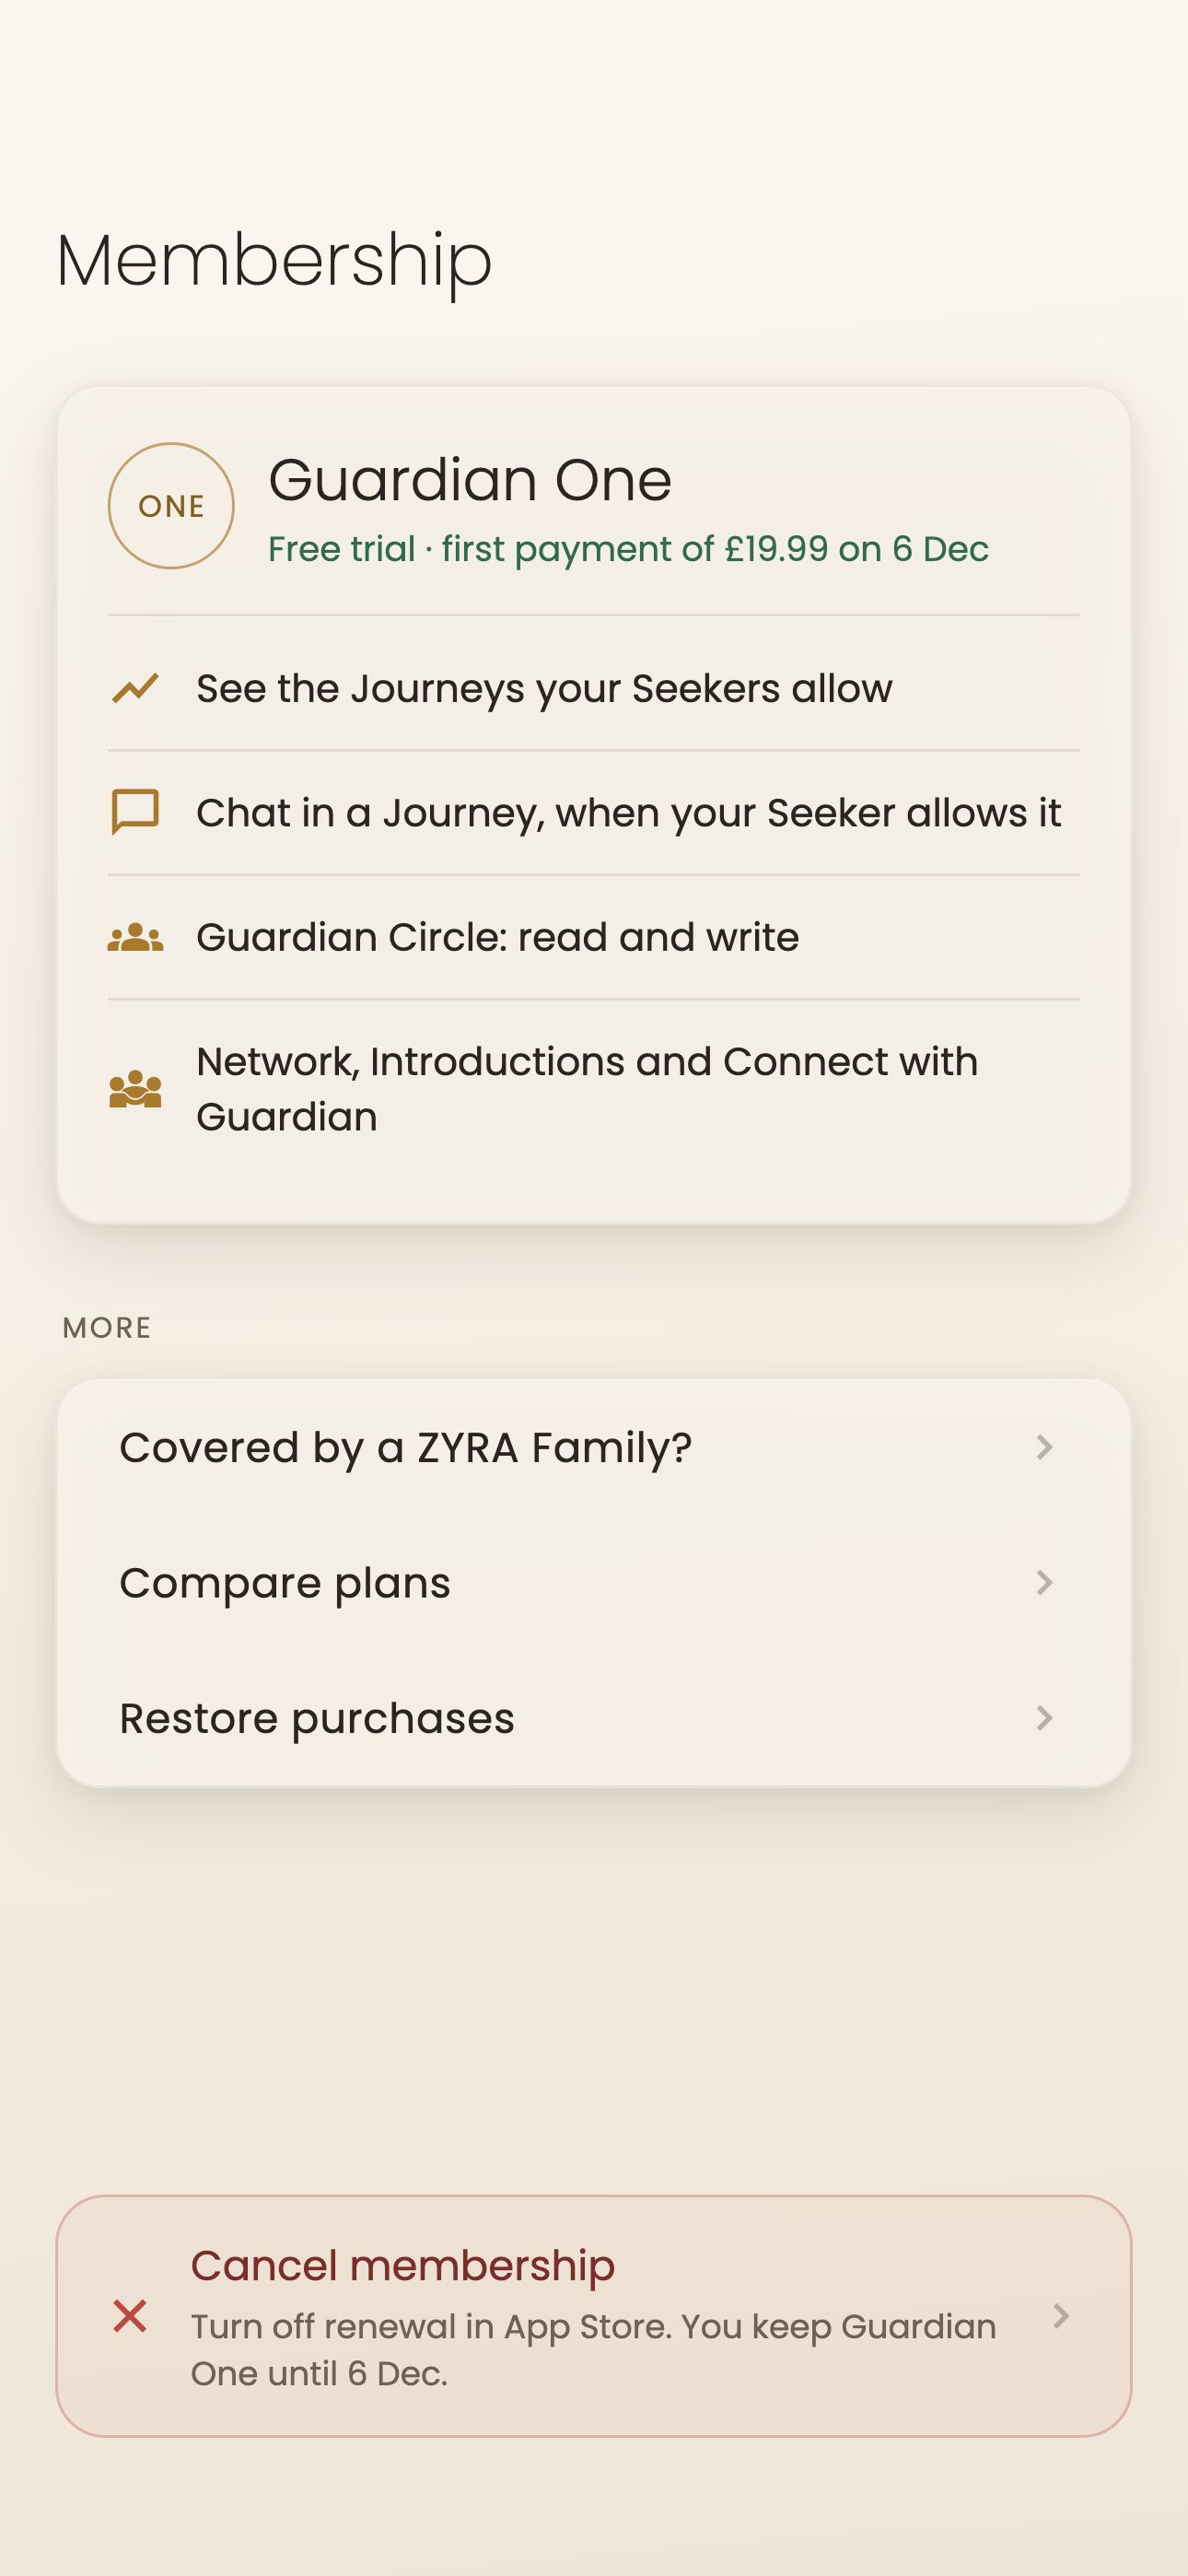 Membership
ONE
Guardian One
Free trial · first payment of £19.99 on 6 Dec
See the Journeys your Seekers allow
Chat in a Journey, when your Seeker allows it
Guardian Circle: read and write
Network, Introductions and Connect with
Guardian
MORE
Covered by a ZYRA Family?
Compare plans
Restore purchases
Cancel membership
Turn off renewal in App Store. You keep Guardian
One until 6 Dec.